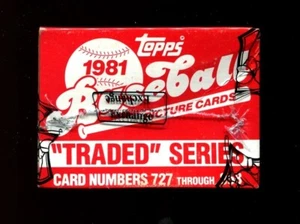 TOPPS
1981
Baseball
PICTURE CARDS
"TRADED" SERIES
CARD NUMBERS 727 THROUGH